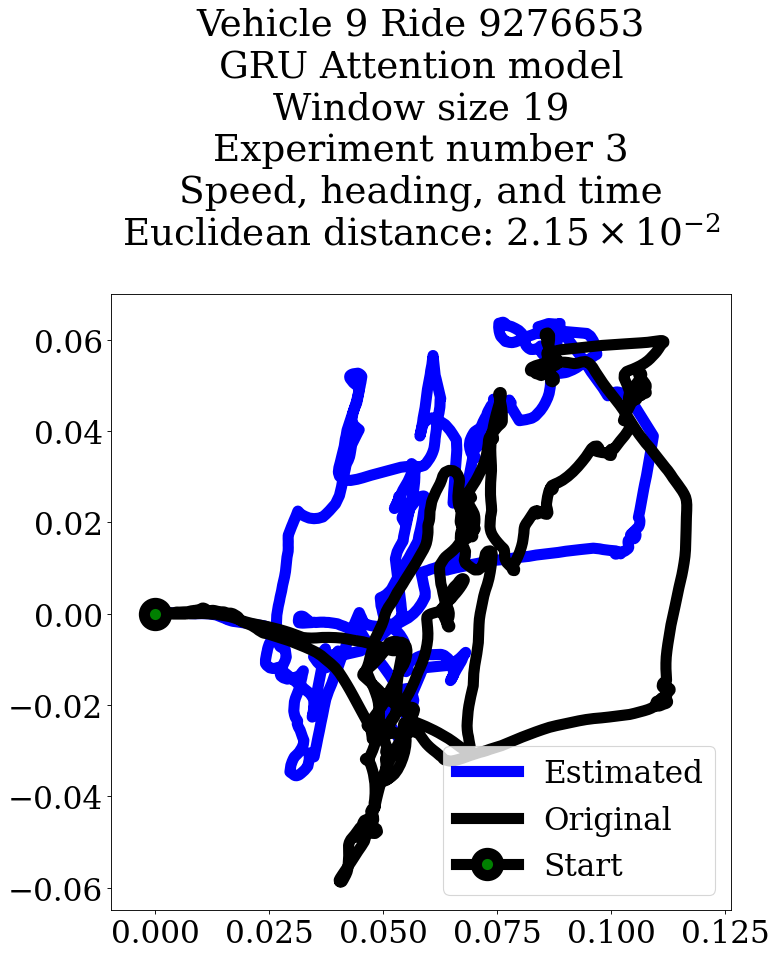 Vehicle 9 Ride 9276653
GRU Attention model
Window size 19
Experiment number 3
Speed, heading, and time
Euclidean distance: 2.15 × 10⁻²
0.06
0.04
0.02
0.00
−0.02
−0.04
−0.06
Estimated
Original
Start
0.000 0.025 0.050 0.075 0.100 0.125